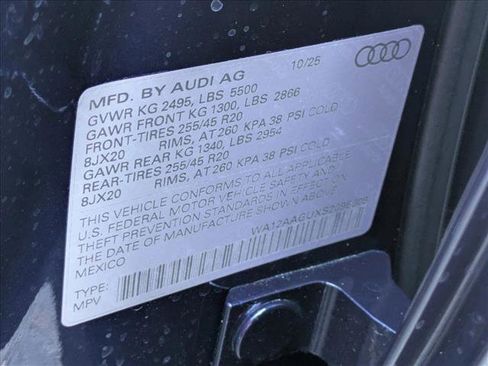 MFD. BY AUDI AG 10/25
GVWR KG 2495, LBS 5500
GAWR FRONT KG 1300, LBS 2866
FRONT-TIRES 255/45 R20
8JX20 RIMS, AT 260 KPA 38 PSI COLD
GAWR REAR KG 1340, LBS 2954
REAR-TIRES 255/45 R20
8JX20 RIMS, AT 260 KPA 38 PSI COLD
THIS VEHICLE CONFORMS TO ALL APPLICABLE
U.S. FEDERAL MOTOR VEHICLE SAFETY AND
THEFT PREVENTION STANDARDS IN EFFECT ON
THE DATE OF MANUFACTURE SHOWN ABOVE.
MEXICO
TYPE:
MPV